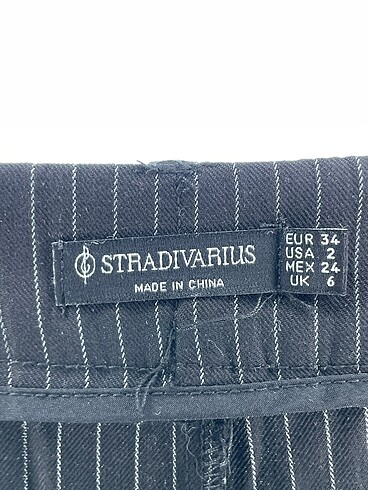 STRADIVARIUS
MADE IN CHINA
EUR 34
USA 2
MEX 24
UK 6